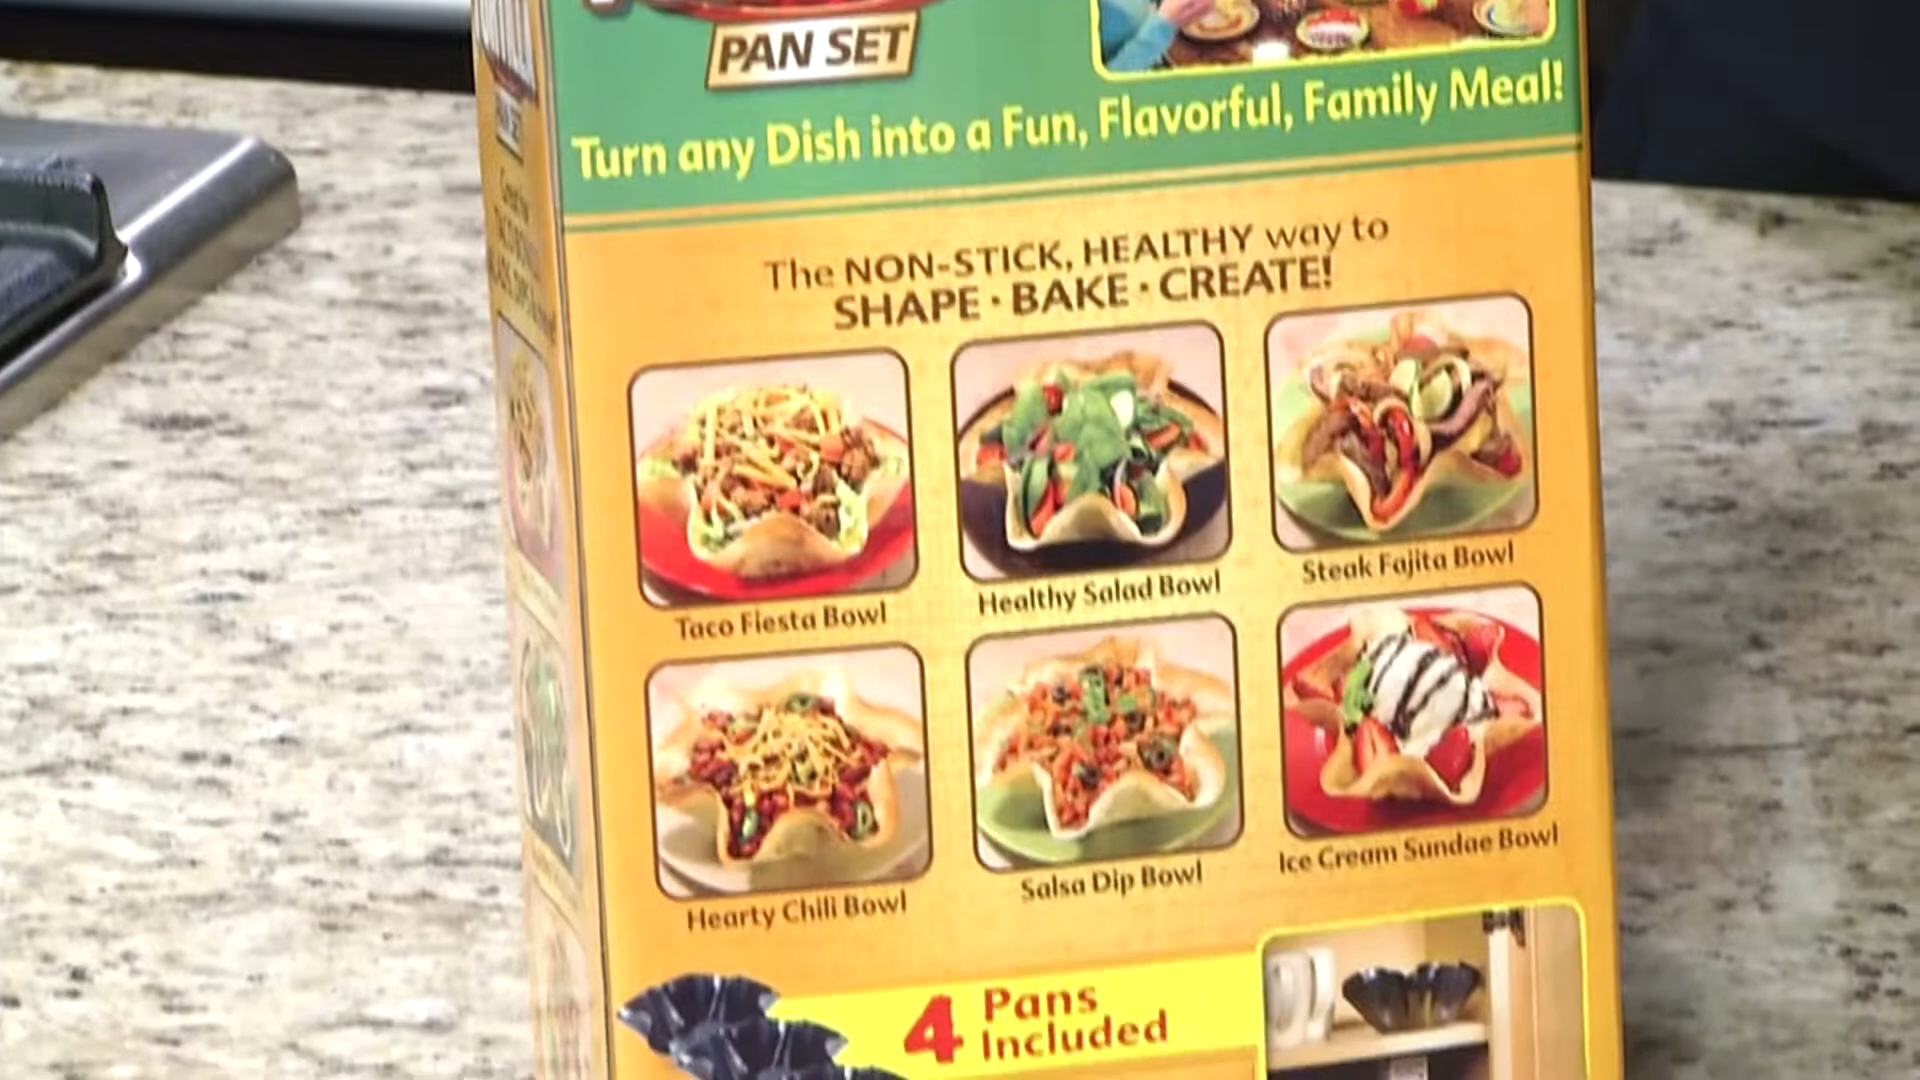 PAN SET
Turn any Dish into a Fun, Flavorful, Family Meal!
The NON-STICK, HEALTHY way to
SHAPE · BAKE · CREATE!
Taco Fiesta Bowl
Healthy Salad Bowl
Steak Fajita Bowl
Hearty Chili Bowl
Salsa Dip Bowl
Ice Cream Sundae Bowl
4 Pans
Included